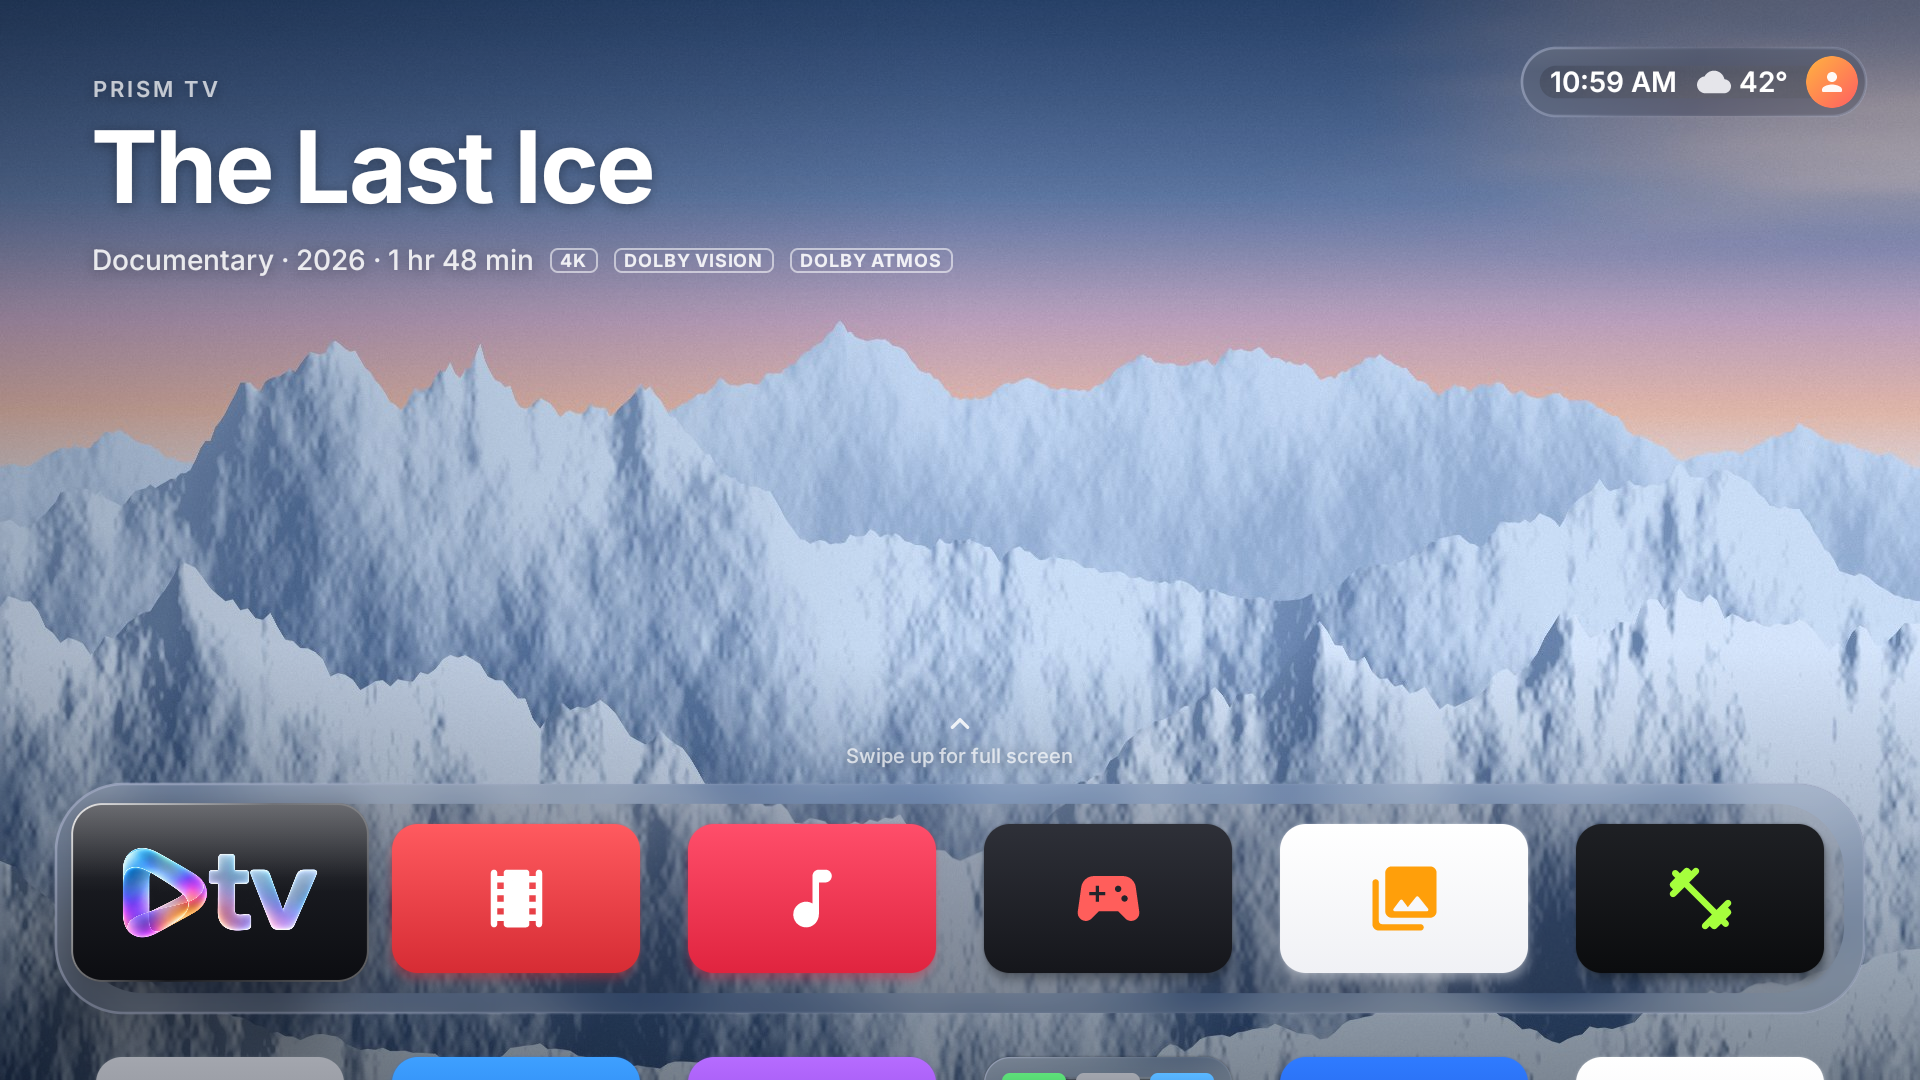 PRISM TV
10:59 AM 42°
The Last Ice
Documentary · 2026 · 1 hr 48 min 4K DOLBY VISION DOLBY ATMOS
Swipe up for full screen
tv